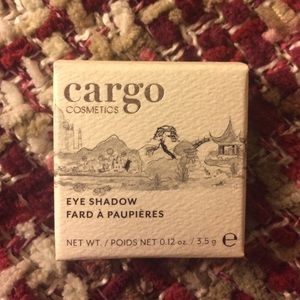 cargo
COSMETICS
EYE SHADOW
FARD À PAUPIÈRES
NET WT. / POIDS NET 0.12 oz. / 3.5 g ℮